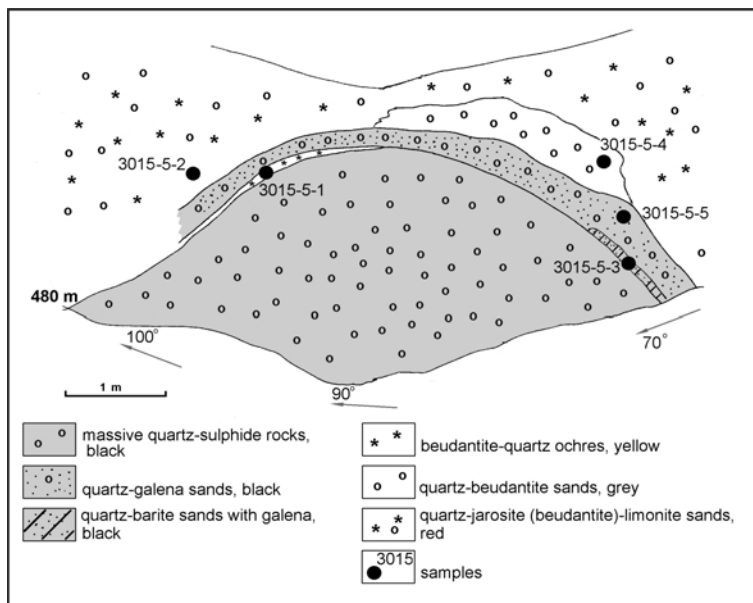 3015-5-4
3015-5-2
3015-5-1
3015-5-5
3015-5-3
480 m
100°
70°
1 m
90°
massive quartz-sulphide rocks,
black
beudantite-quartz ochres, yellow
quartz-galena sands, black
quartz-beudantite sands, grey
quartz-barite sands with galena,
black
quartz-jarosite (beudantite)-limonite sands,
red
3015
samples